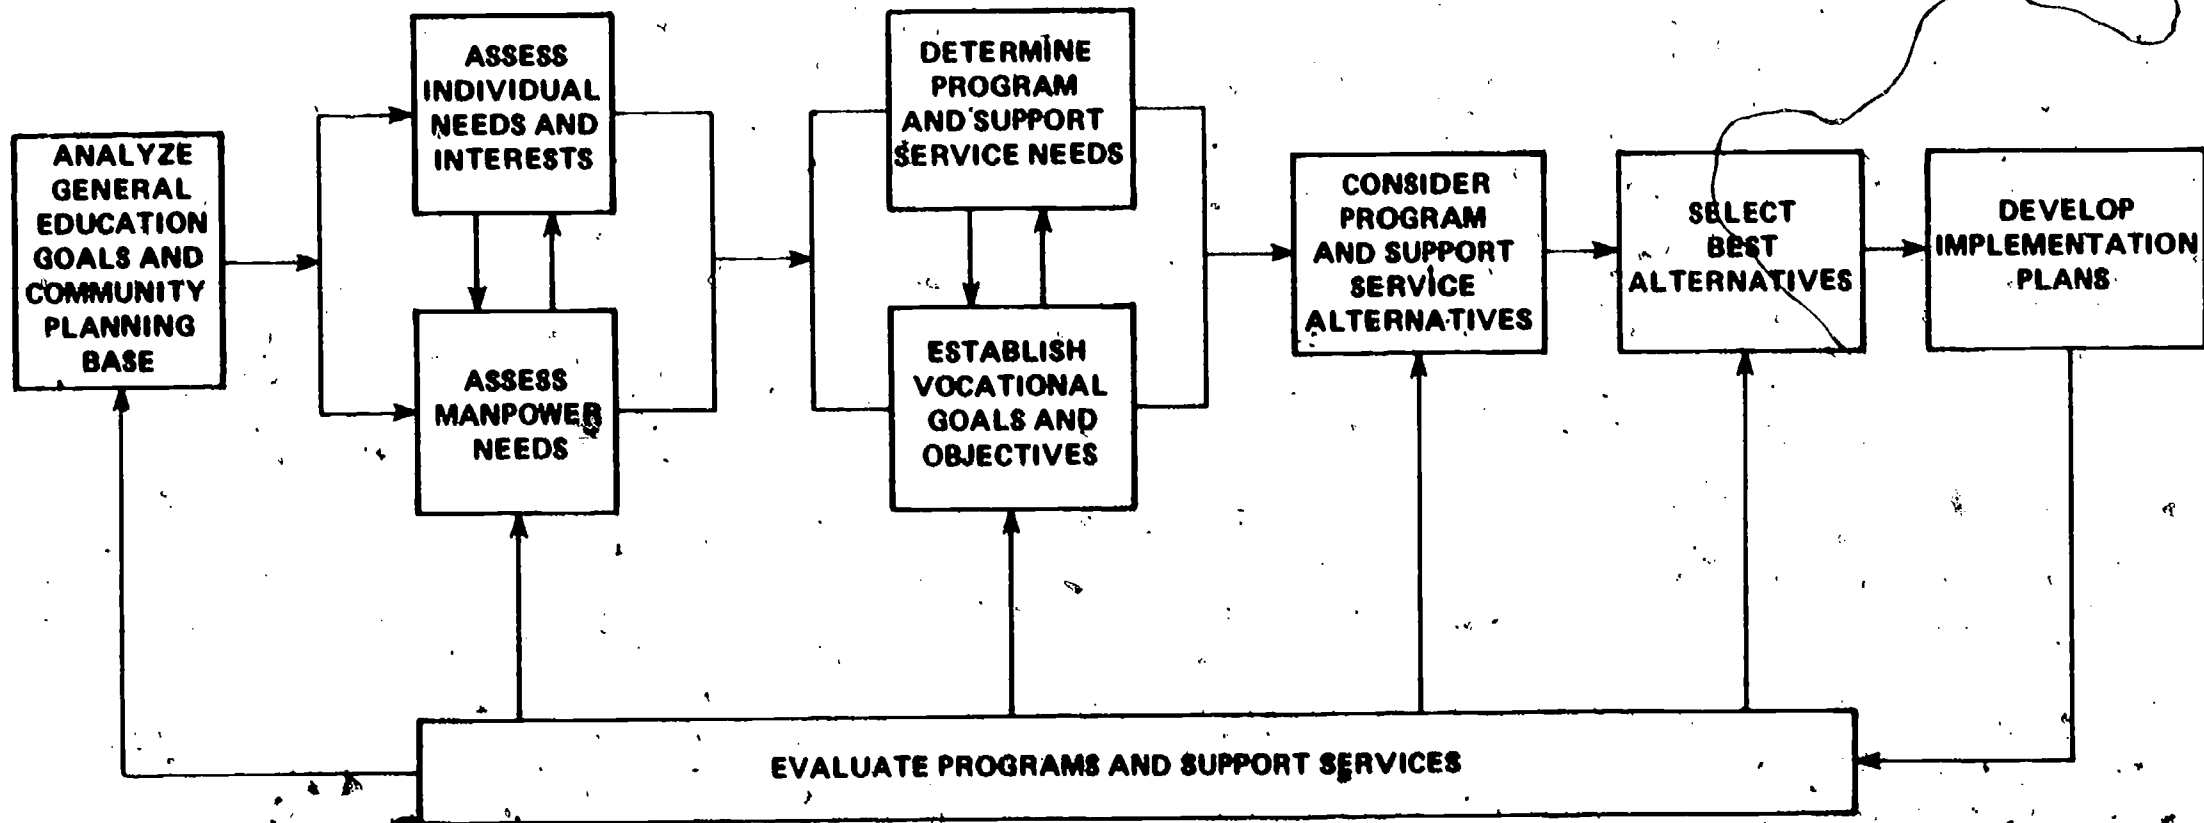 ANALYZE
GENERAL
EDUCATION
GOALS AND
COMMUNITY
PLANNING
BASE
ASSESS
INDIVIDUAL
NEEDS AND
INTERESTS
ASSESS
MANPOWER
NEEDS
DETERMINE
PROGRAM
AND SUPPORT
SERVICE NEEDS
ESTABLISH
VOCATIONAL
GOALS AND
OBJECTIVES
CONSIDER
PROGRAM
AND SUPPORT
SERVICE
ALTERNATIVES
SELECT
BEST
ALTERNATIVES
DEVELOP
IMPLEMENTATION
PLANS
EVALUATE PROGRAMS AND SUPPORT SERVICES